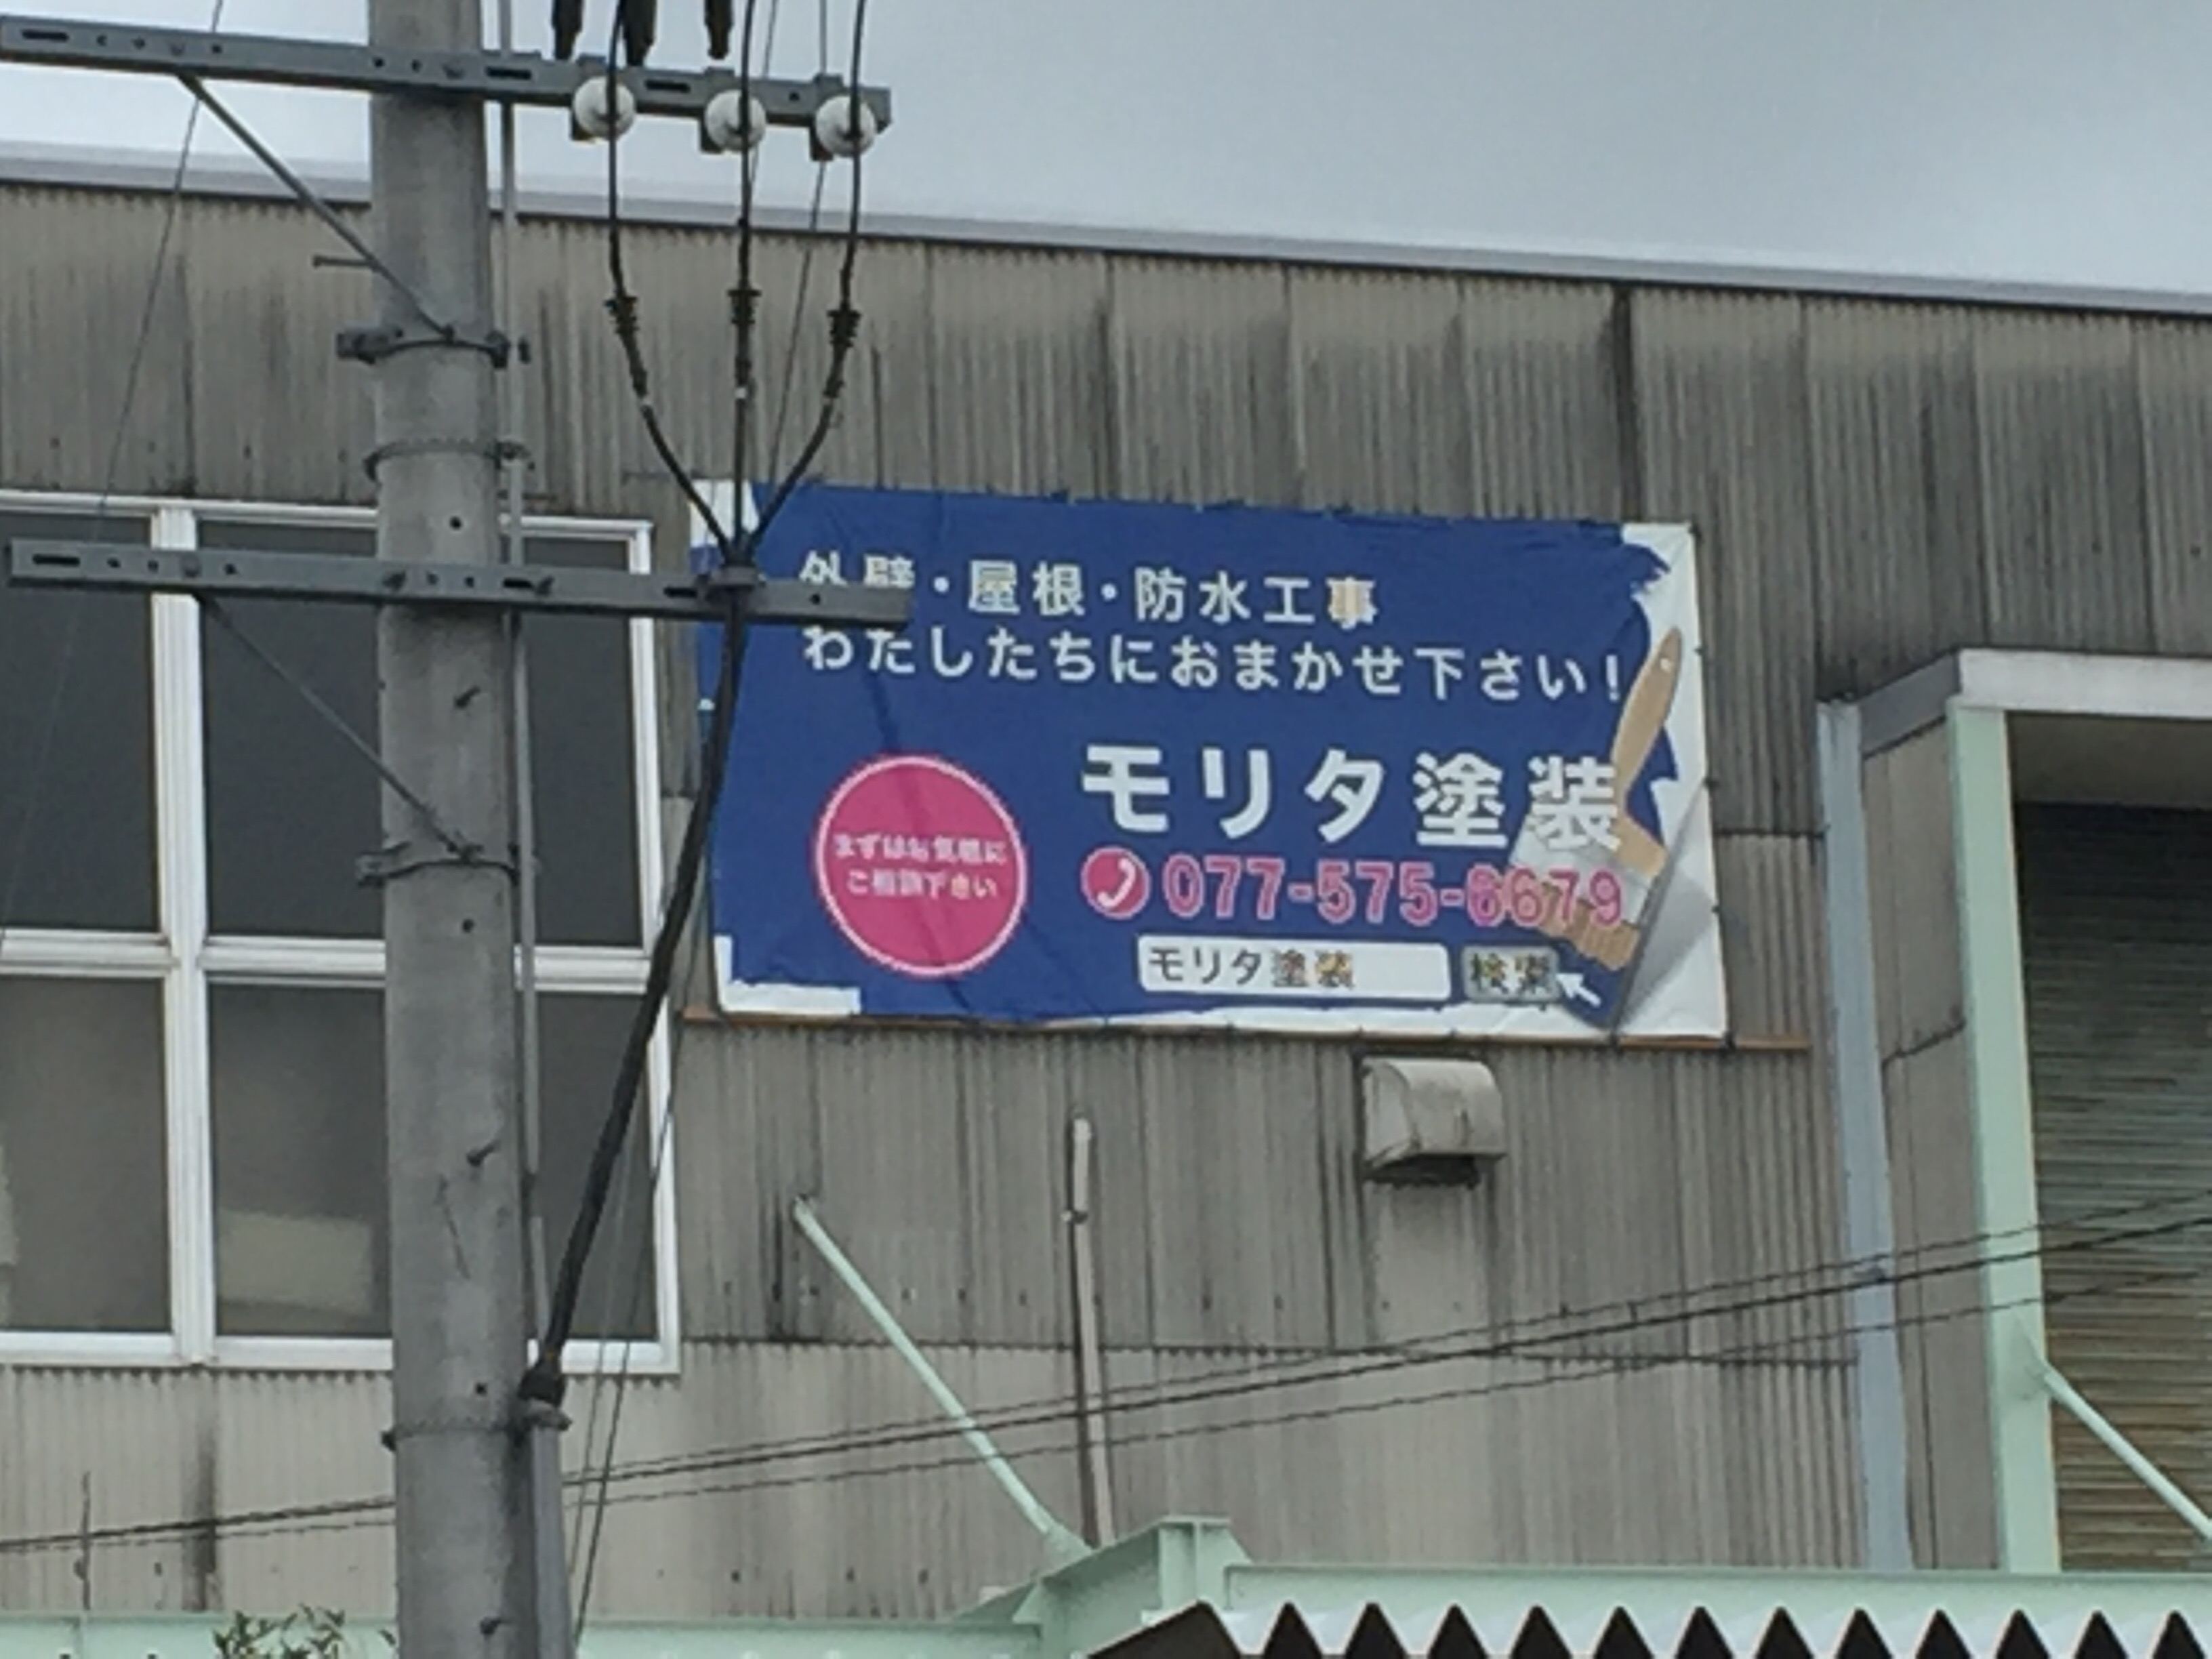 外壁・屋根・防水工事
わたしたちにおまかせ下さい!
まずはお気軽に
ご相談下さい
モリタ塗装
077-575-6679
モリタ塗装 検索